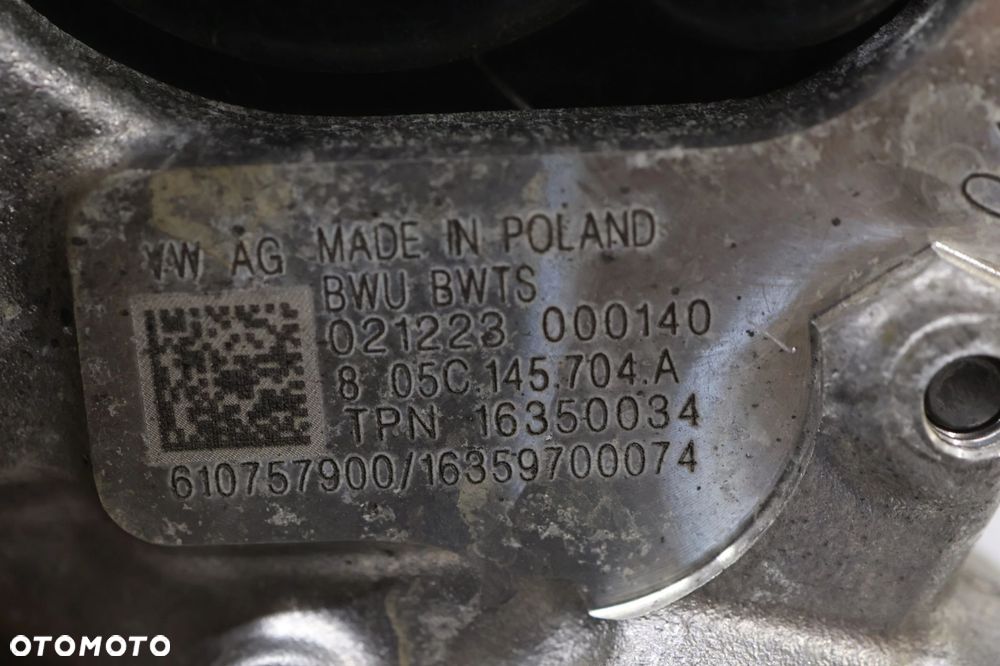 VW AG MADE IN POLAND
BWU BWTS
021223 000140
8 05C.145.704.A
TPN 16350034
610757900/16359700074
OTOMOTO